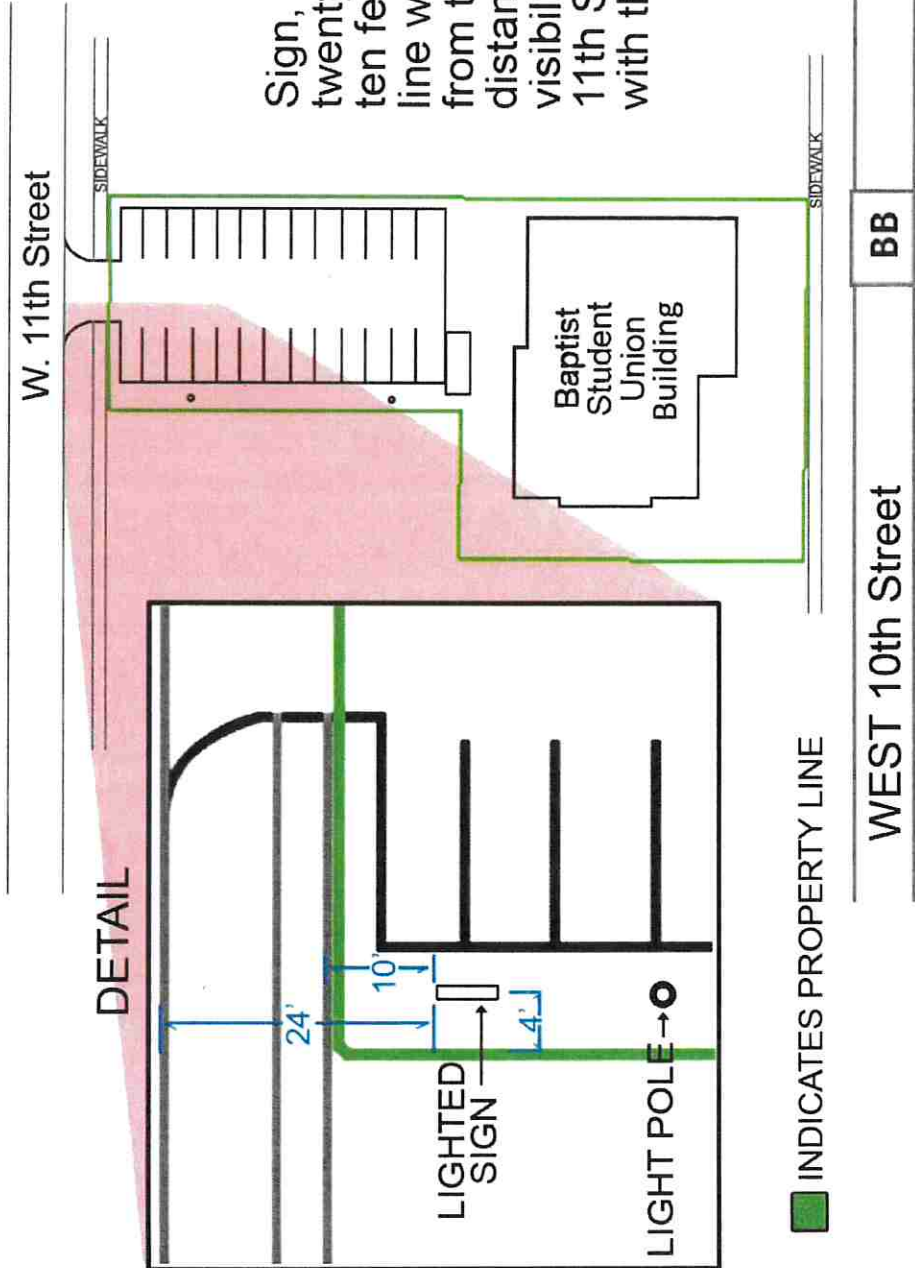 W. 11th Street
SIDEWALK
DETAIL
24'
10'
4'
LIGHTED
SIGN
LIGHT POLE
Baptist
Student
Union
Building
Sign,
twent
ten fe
line w
from t
distan
visibil
11th S
with th
SIDEWALK
INDICATES PROPERTY LINE
WEST 10th Street
BB